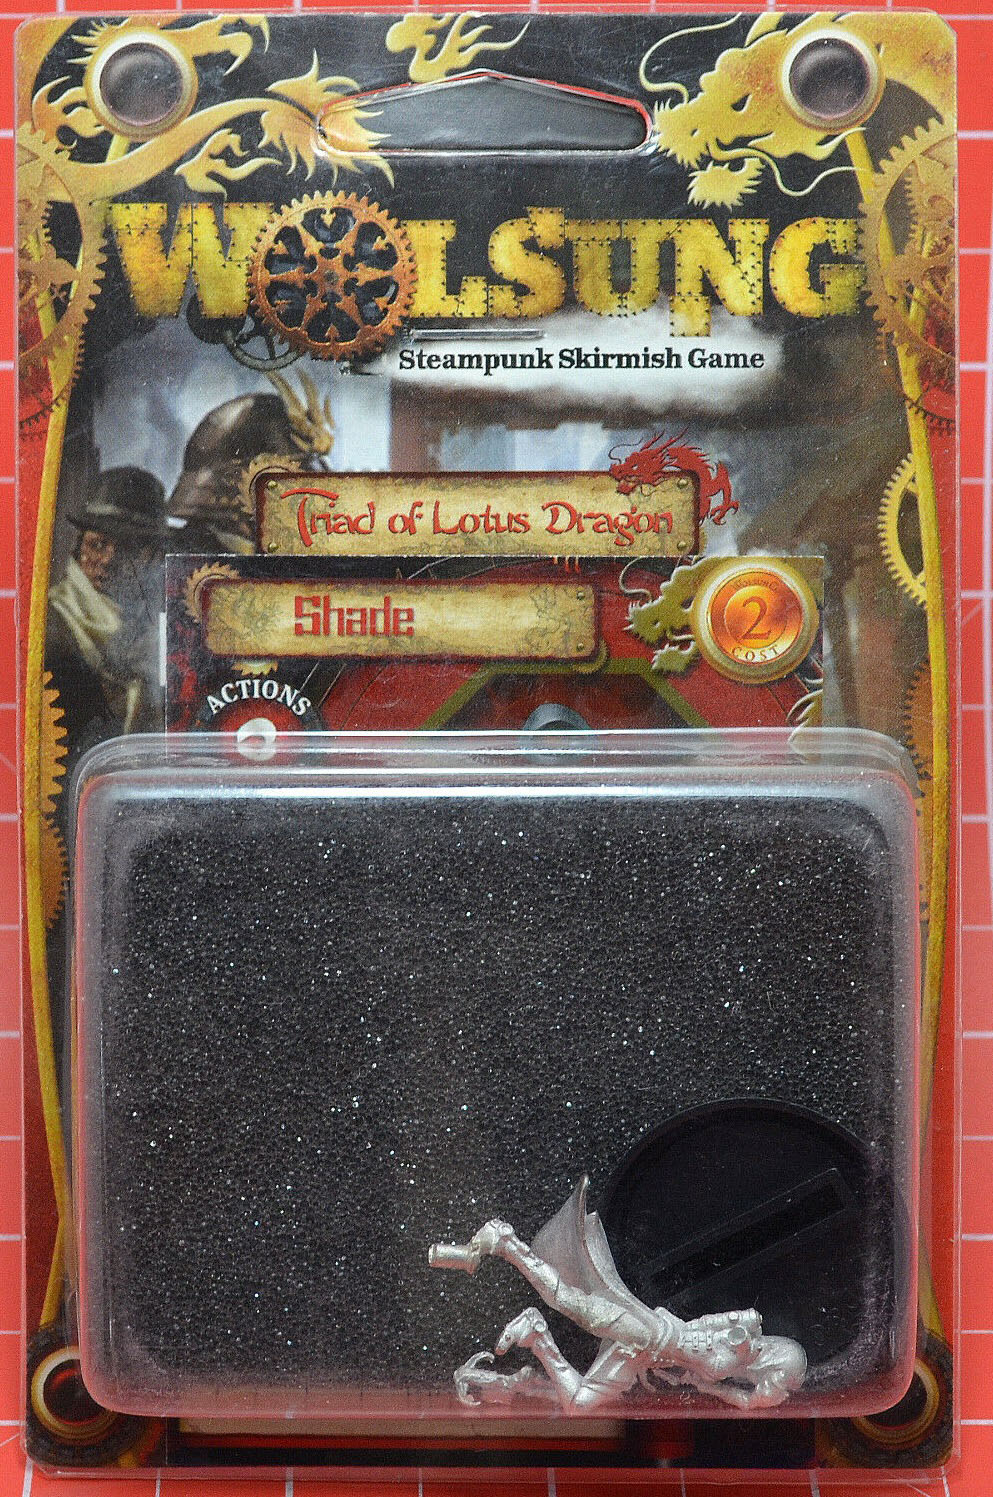 WOLSUNG
Steampunk Skirmish Game
Triad of Lotus Dragon
Shade
2
COST
ACTIONS